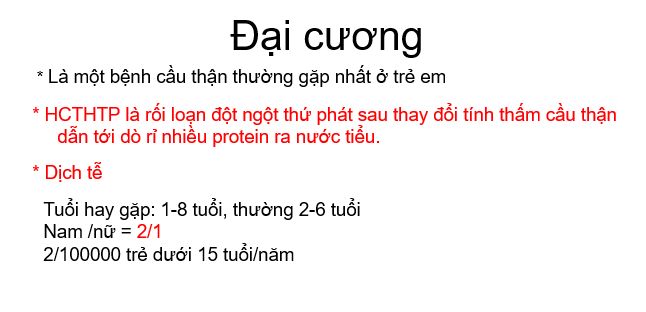 Đại cương
* Là một bệnh cầu thận thường gặp nhất ở trẻ em
* HCTHTP là rối loạn đột ngột thứ phát sau thay đổi tính thấm cầu thận
dẫn tới dò rỉ nhiều protein ra nước tiểu.
* Dịch tễ
Tuổi hay gặp: 1-8 tuổi, thường 2-6 tuổi
Nam /nữ = 2/1
2/100000 trẻ dưới 15 tuổi/năm